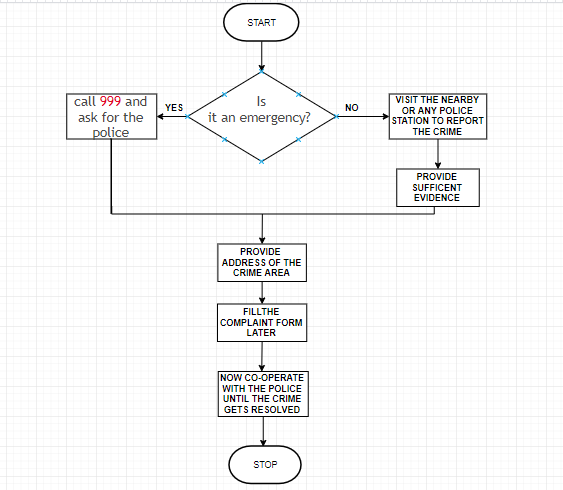 START
Is
it an emergency?
YES
NO
call 999 and
ask for the
police
VISIT THE NEARBY
OR ANY POLICE
STATION TO REPORT
THE CRIME
PROVIDE
SUFFICENT
EVIDENCE
PROVIDE
ADDRESS OF THE
CRIME AREA
FILLTHE
COMPLAINT FORM
LATER
NOW CO-OPERATE
WITH THE POLICE
UNTIL THE CRIME
GETS RESOLVED
STOP